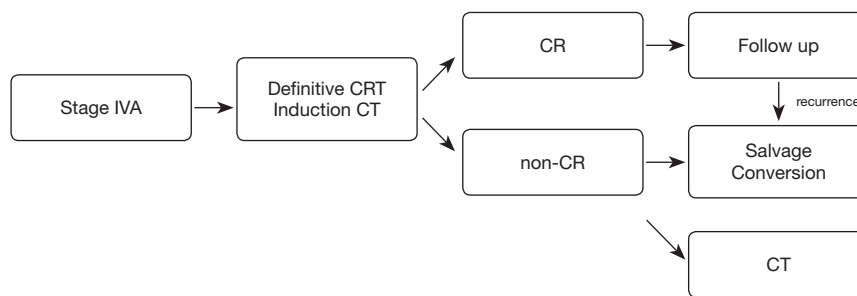 Stage IVA
Definitive CRT
Induction CT
CR
Follow up
recurrence
non-CR
Salvage
Conversion
CT